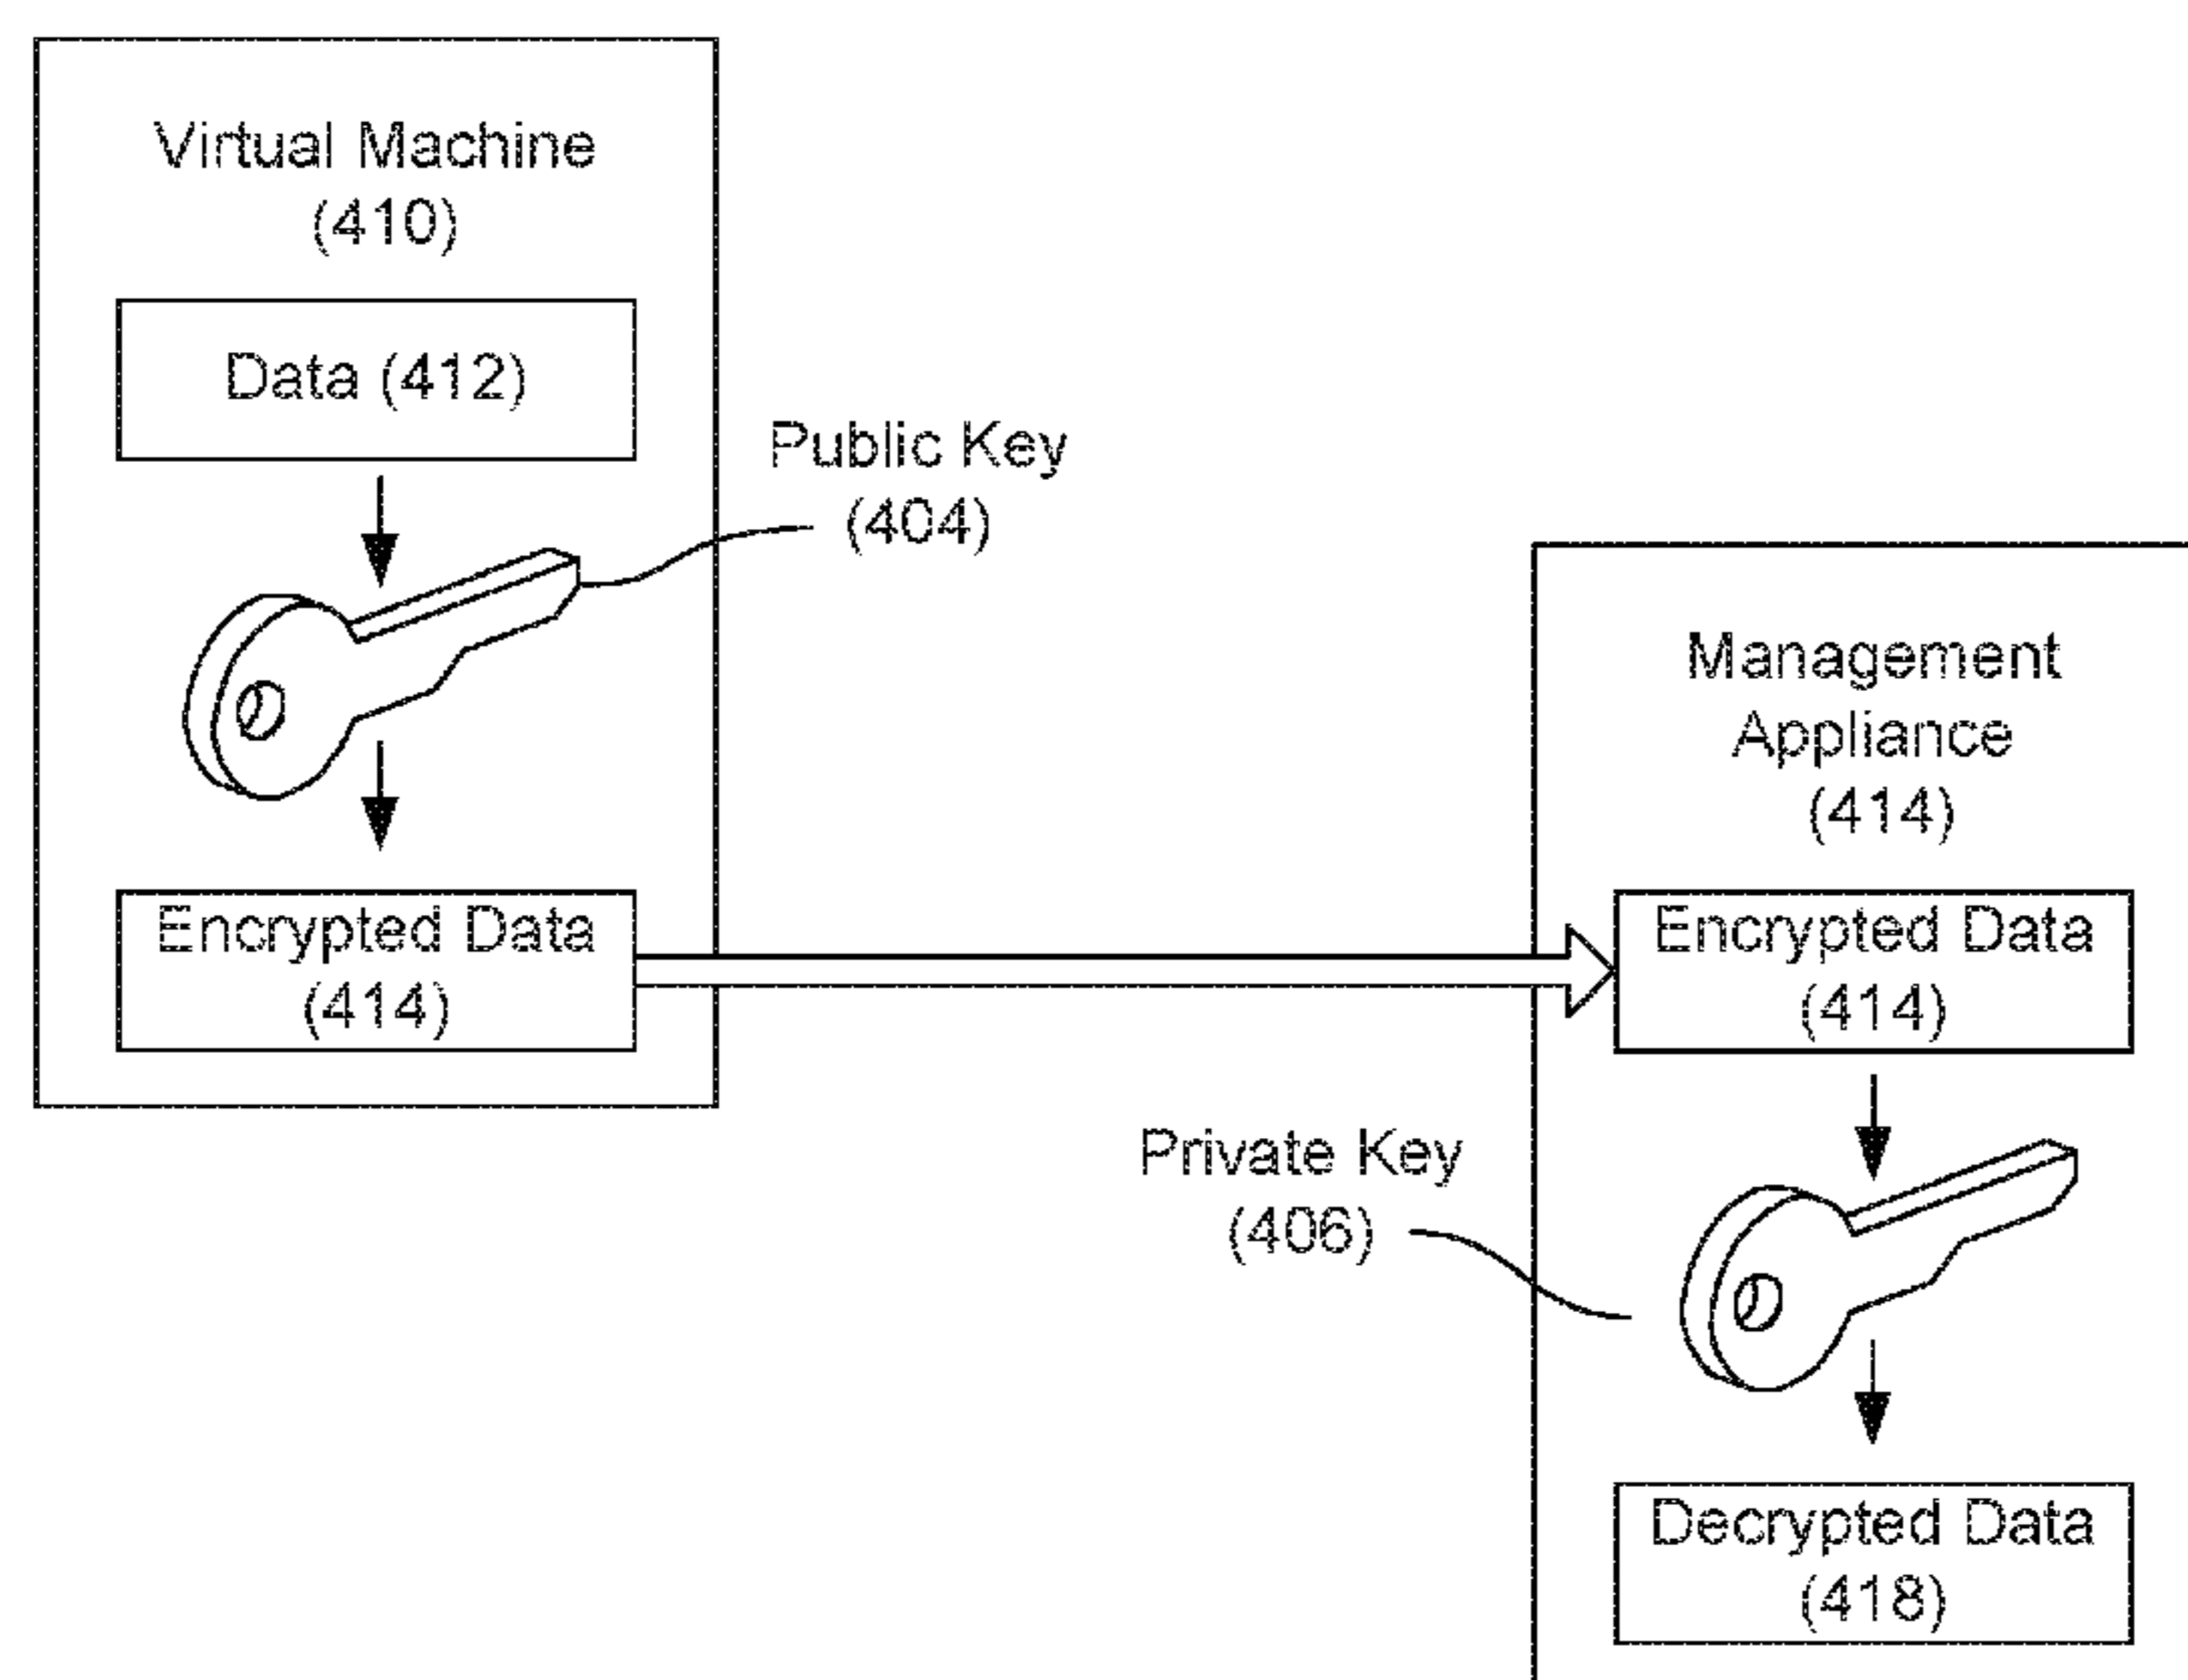 Virtual Machine
(410)
Data (412)
Public Key
(404)
Encrypted Data
(414)
Management
Appliance
(414)
Encrypted Data
(414)
Private Key
(406)
Decrypted Data
(418)